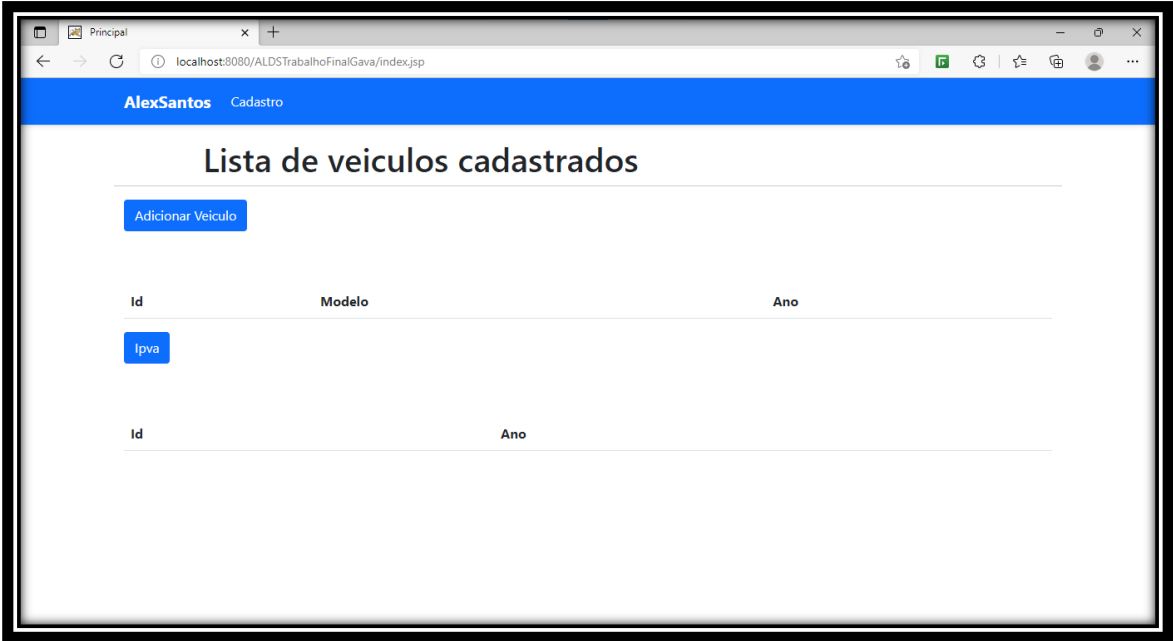 Principal
localhost:8080/ALDSTrabalhoFinalGava/index.jsp
AlexSantos Cadastro
Lista de veiculos cadastrados
Adicionar Veiculo
Id Modelo Ano
Ipva
Id Ano